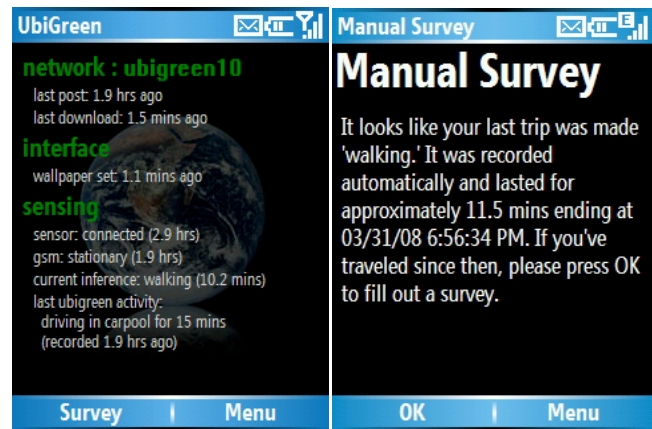 UbiGreen
network : ubigreen10
last post: 1.9 hrs ago
last download: 1.5 mins ago
interface
wallpaper set: 1.1 mins ago
sensing
sensor: connected (2.9 hrs)
gsm: stationary (1.9 hrs)
current inference: walking (10.2 mins)
last ubigreen activity:
driving in carpool for 15 mins
(recorded 1.9 hrs ago)
Survey
Menu
Manual Survey
E
Manual Survey
It looks like your last trip was made
'walking.' It was recorded
automatically and lasted for
approximately 11.5 mins ending at
03/31/08 6:56:34 PM. If you've
traveled since then, please press OK
to fill out a survey.
OK
Menu